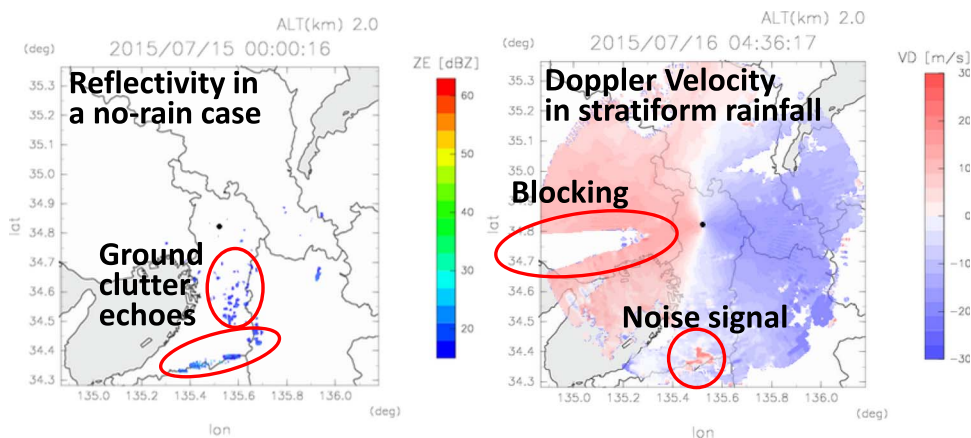 ALT(km) 2.0
(deg)
2015/07/15 00:00:16
ZE [dBZ]
Reflectivity in
a no-rain case
35.3
35.2
35.1
35.0
34.9
34.8
34.7
34.6
34.5
34.4
34.3
lat
Ground
clutter
echoes
60
50
40
30
20
135.0
135.2
135.4
135.6
135.8
136.0
(deg)
lon
ALT(km) 2.0
(deg)
2015/07/16 04:36:17
VD [m/s]
Doppler Velocity
in stratiform rainfall
35.3
35.2
35.1
35.0
34.9
34.8
34.7
34.6
34.5
34.4
34.3
lat
Blocking
Noise signal
30
20
10
0
-10
-20
-30
135.0
135.2
135.4
135.6
135.8
136.0
(deg)
lon